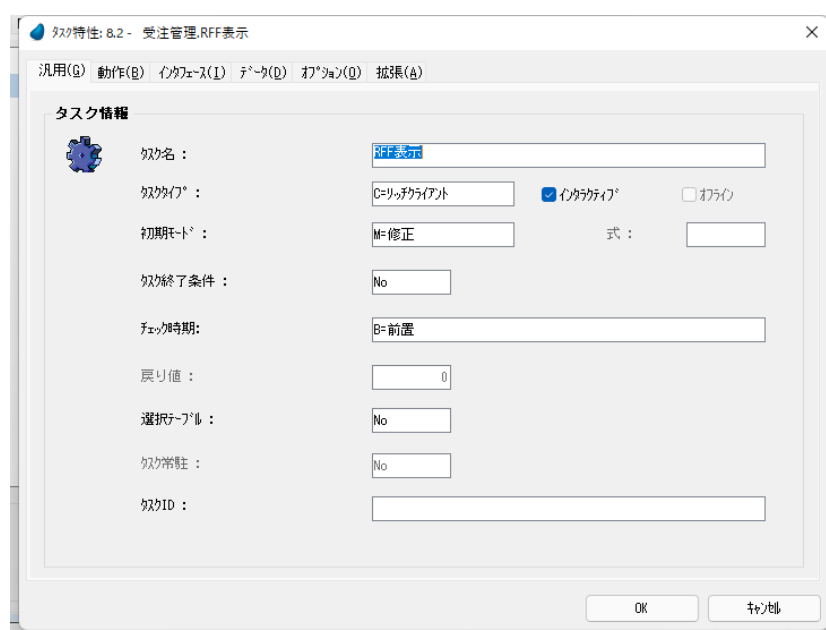 ﾀｽｸ特性: 8.2 - 受注管理.RFF表示
汎用(G) 動作(B) ｲﾝﾀﾌｪｰｽ(I) ﾃﾞｰﾀ(D) ｵﾌﾟｼｮﾝ(O) 拡張(A)
タスク情報
ﾀｽｸ名 : RFF表示
ﾀｽｸﾀｲﾌﾟ : C=ﾘｯﾁｸﾗｲｱﾝﾄ ｲﾝﾀﾗｸﾃｨﾌﾞ ｵﾌﾗｲﾝ
初期ﾓｰﾄﾞ : M=修正 式 :
ﾀｽｸ終了条件 : No
ﾁｪｯｸ時期: B=前置
戻り値 : 0
選択ﾃｰﾌﾞﾙ : No
ﾀｽｸ常駐 : No
ﾀｽｸID :
OK ｷｬﾝｾﾙ